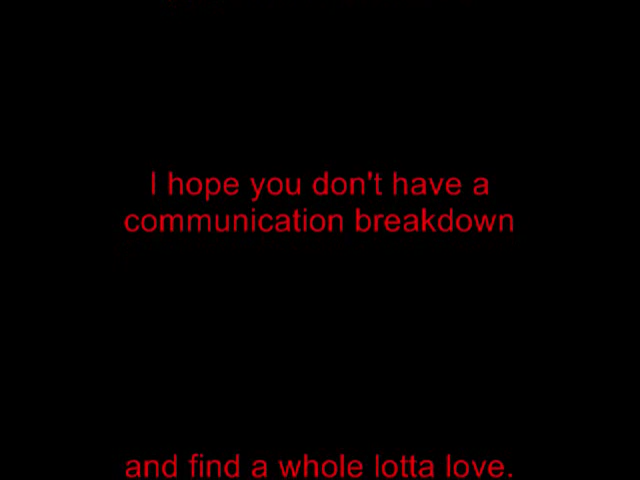 I hope you don't have a
communication breakdown
and find a whole lotta love.